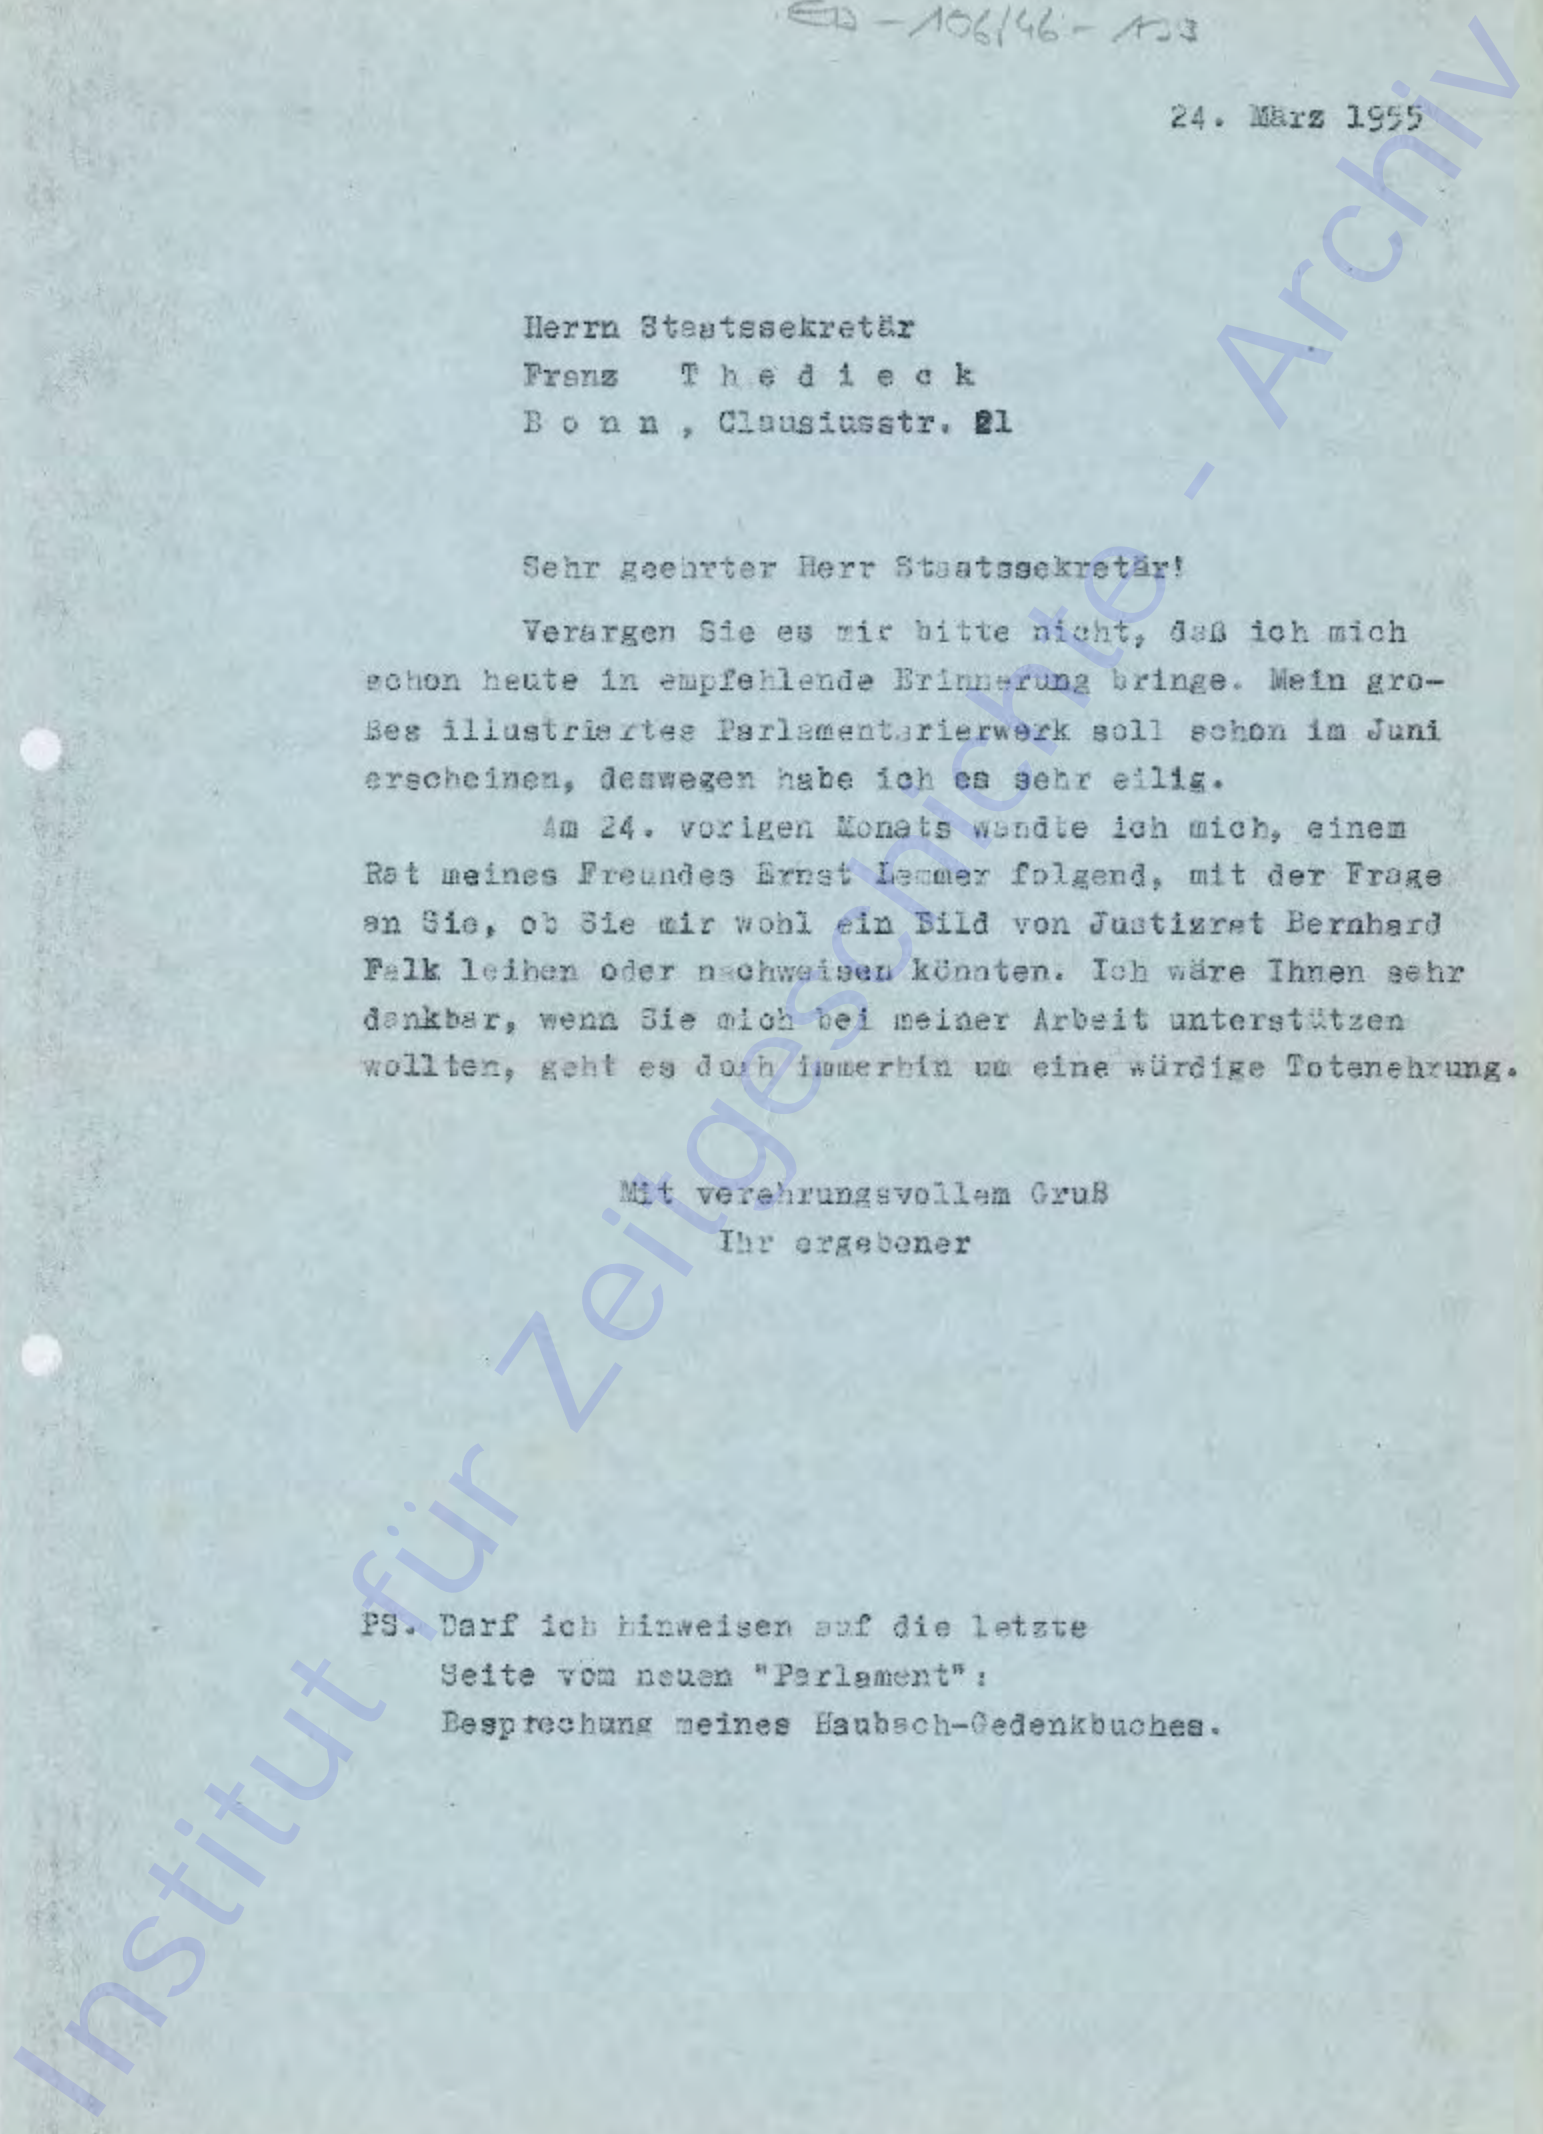 ED - 106/46 - 133
24. März 1955
Herrn Staatssekretär
Franz T h e d i e c k
B o n n , Clausiusstr. 21
Sehr geehrter Herr Staatssekretär!
Verargen Sie es mir bitte nicht, daß ich mich
schon heute in empfehlende Erinnerung bringe. Mein gro-
ßes illustriertes Parlamentarierwerk soll schon im Juni
erscheinen, deswegen habe ich es sehr eilig.
Am 24. vorigen Monats wandte ich mich, einem
Rat meines Freundes Ernst Lemmer folgend, mit der Frage
an Sie, ob Sie mir wohl ein Bild von Justizrat Bernhard
Falk leihen oder nachweisen könnten. Ich wäre Ihnen sehr
dankbar, wenn Sie mich bei meiner Arbeit unterstützen
wollten, geht es doch immerhin um eine würdige Totenehrung.
Mit verehrungsvollem Gruß
Ihr ergebener
PS. Darf ich hinweisen auf die letzte
Seite vom neuen "Parlament":
Besprechung meines Haubach-Gedenkbuches.
Institut für Zeitgeschichte - Archiv